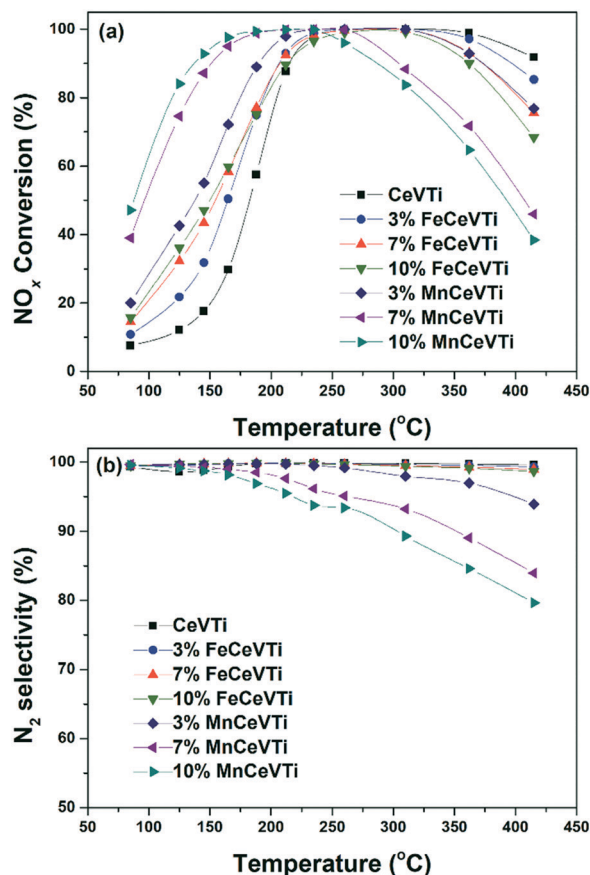 (a)
NOx Conversion (%)
100
80
60
40
20
0
CeVTi
3% FeCeVTi
7% FeCeVTi
10% FeCeVTi
3% MnCeVTi
7% MnCeVTi
10% MnCeVTi
50 100 150 200 250 300 350 400 450
Temperature (oC)
(b)
N2 selectivity (%)
100
90
80
70
60
50
CeVTi
3% FeCeVTi
7% FeCeVTi
10% FeCeVTi
3% MnCeVTi
7% MnCeVTi
10% MnCeVTi
50 100 150 200 250 300 350 400 450
Temperature (oC)